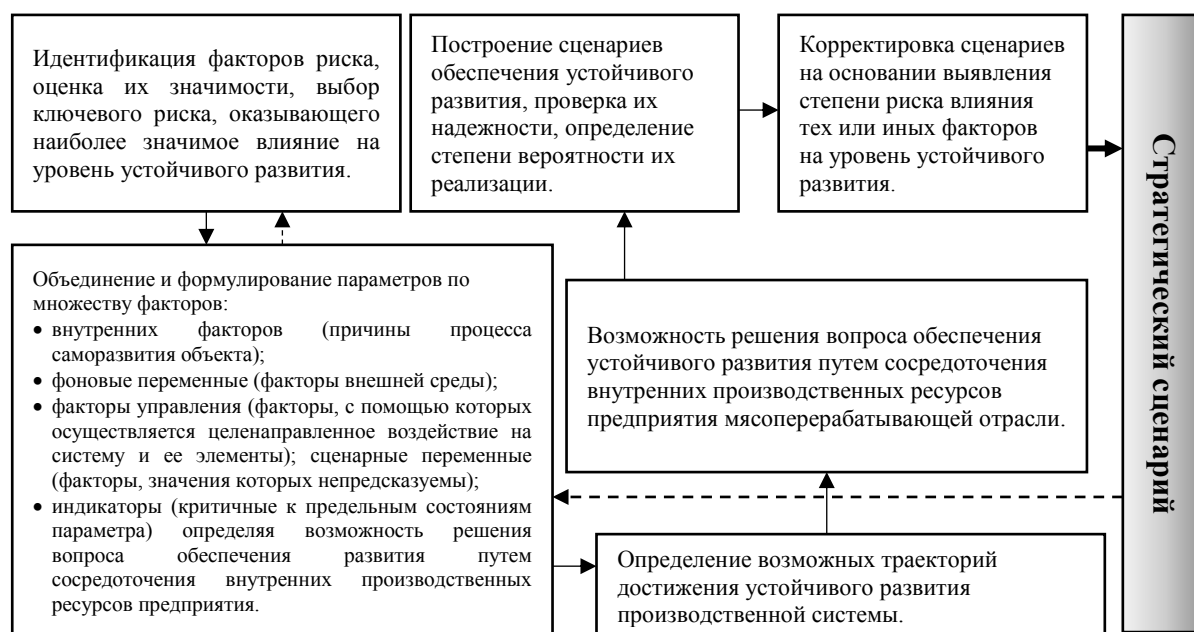 Идентификация факторов риска,
оценка их значимости, выбор
ключевого риска, оказывающего
наиболее значимое влияние на
уровень устойчивого развития.
Построение сценариев
обеспечения устойчивого
развития, проверка их
надежности, определение
степени вероятности их
реализации.
Корректировка сценариев
на основании выявления
степени риска влияния
тех или иных факторов
на уровень устойчивого
развития.
Стратегический сценарий
Объединение и формулирование параметров по
множеству факторов:
• внутренних факторов (причины процесса
саморазвития объекта);
• фоновые переменные (факторы внешней среды);
• факторы управления (факторы, с помощью которых
осуществляется целенаправленное воздействие на
систему и ее элементы); сценарные переменные
(факторы, значения которых непредсказуемы);
• индикаторы (критичные к предельным состояниям
параметра) определяя возможность решения
вопроса обеспечения развития путем
сосредоточения внутренних производственных
ресурсов предприятия.
Возможность решения вопроса обеспечения
устойчивого развития путем сосредоточения
внутренних производственных ресурсов
предприятия мясоперерабатывающей отрасли.
Определение возможных траекторий
достижения устойчивого развития
производственной системы.